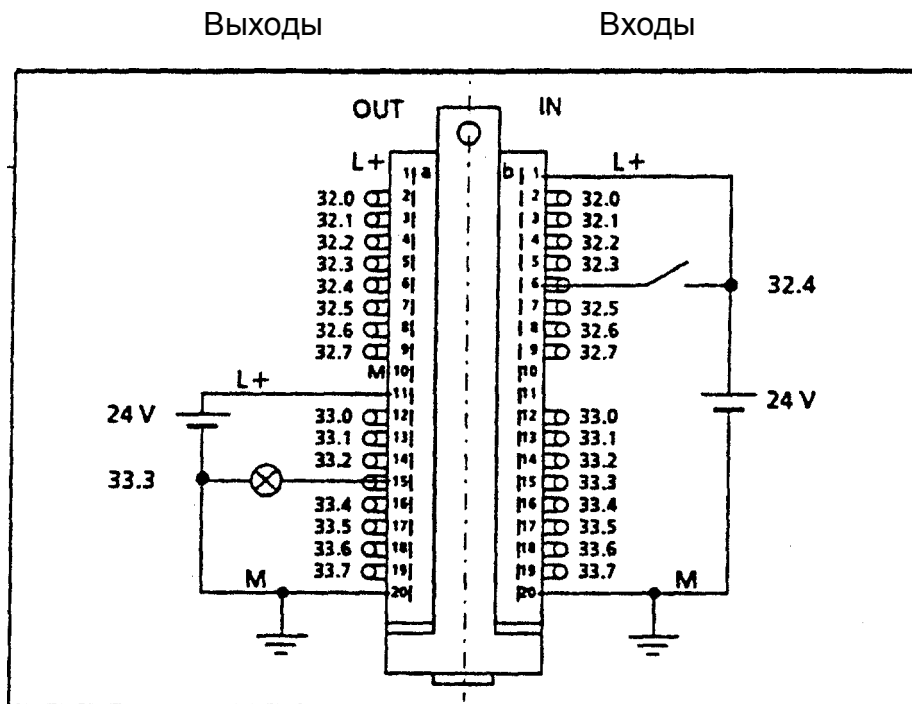 Выходы Входы
OUT IN
L+ 1 a b 1 L+
32.0 2 2 32.0
32.1 3 3 32.1
32.2 4 4 32.2
32.3 5 5 32.3
32.4 6 6 32.4
32.5 7 7 32.5
32.6 8 8 32.6
32.7 9 9 32.7
M 10 10
L+ 11 11
24 V 24 V
33.0 12 12 33.0
33.1 13 13 33.1
33.2 14 14 33.2
33.3 15 15 33.3
33.4 16 16 33.4
33.5 17 17 33.5
33.6 18 18 33.6
33.7 19 19 33.7
M 20 20 M